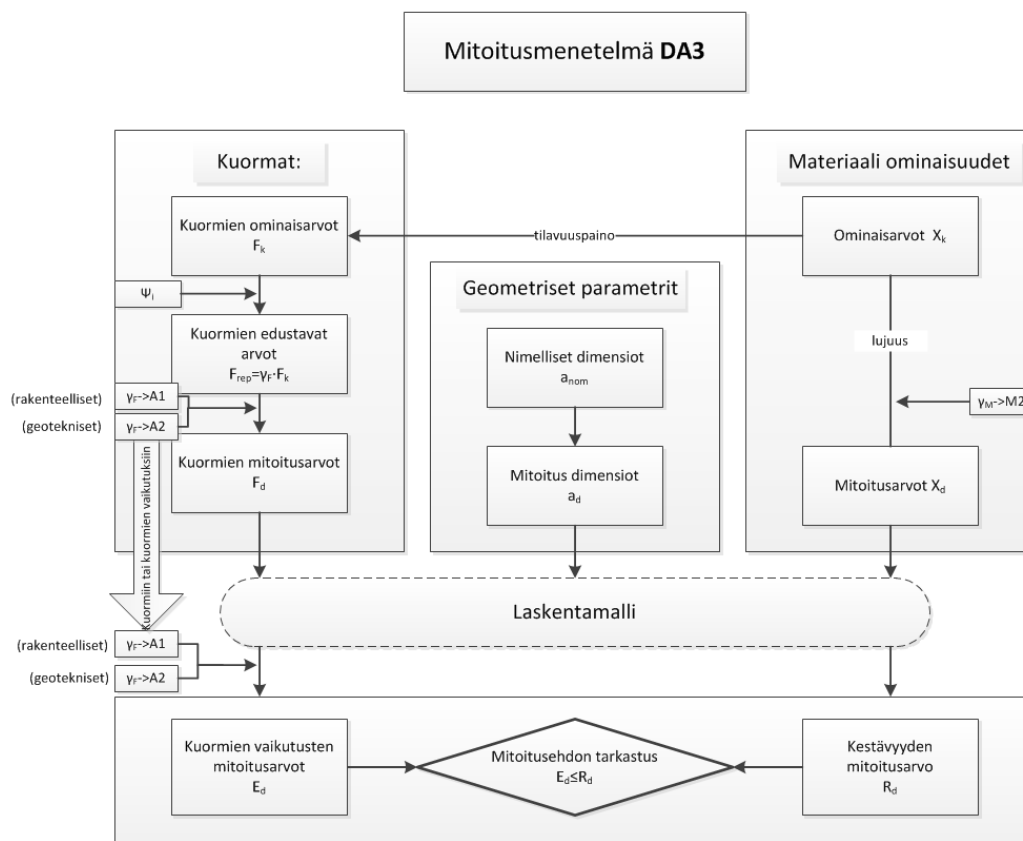 Mitoitusmenetelmä DA3
Kuormat:
Kuormien ominaisarvot
Fk
Ψi
Kuormien edustavat
arvot
Frep=γF·Fk
(rakenteelliset)
γF->A1
(geotekniset)
γF->A2
Kuormien mitoitusarvot
Fd
Kuormiin tai kuormien vaikutuksiin
tilavuuspaino
Geometriset parametrit
Nimelliset dimensiot
anom
Mitoitus dimensiot
ad
Materiaali ominaisuudet
Ominaisarvot Xk
lujuus
γM->M2
Mitoitusarvot Xd
Laskentamalli
(rakenteelliset)
γF->A1
(geotekniset)
γF->A2
Kuormien vaikutusten
mitoitusarvot
Ed
Mitoitusehdon tarkastus
Ed≤Rd
Kestävyyden
mitoitusarvo
Rd